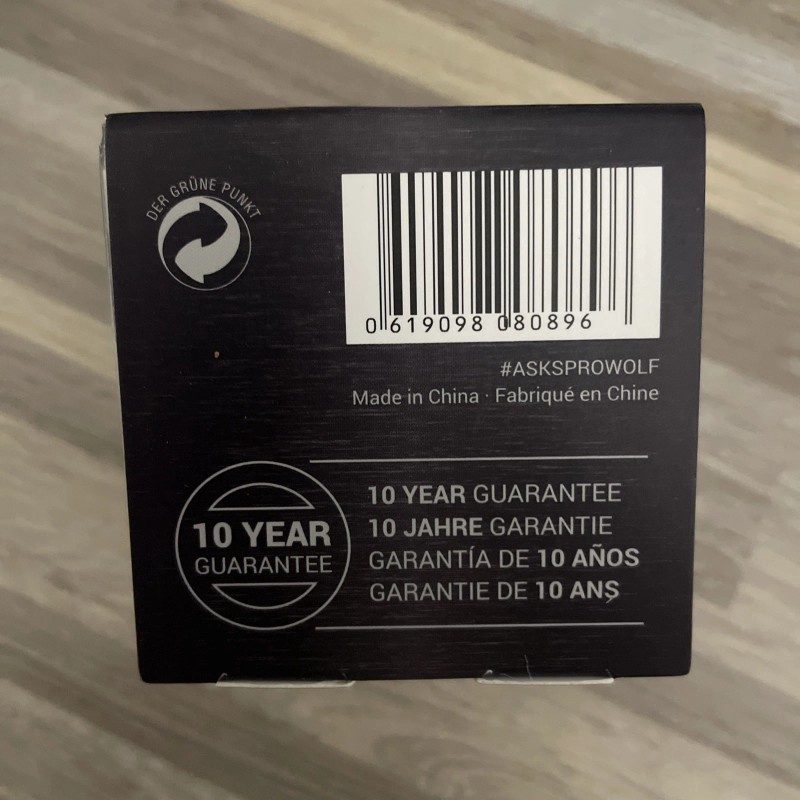 DER GRÜNE PUNKT
0 619098 080896
#ASKSPROWOLF
Made in China · Fabriqué en Chine
10 YEAR
GUARANTEE
10 YEAR GUARANTEE
10 JAHRE GARANTIE
GARANTÍA DE 10 AÑOS
GARANTIE DE 10 ANS